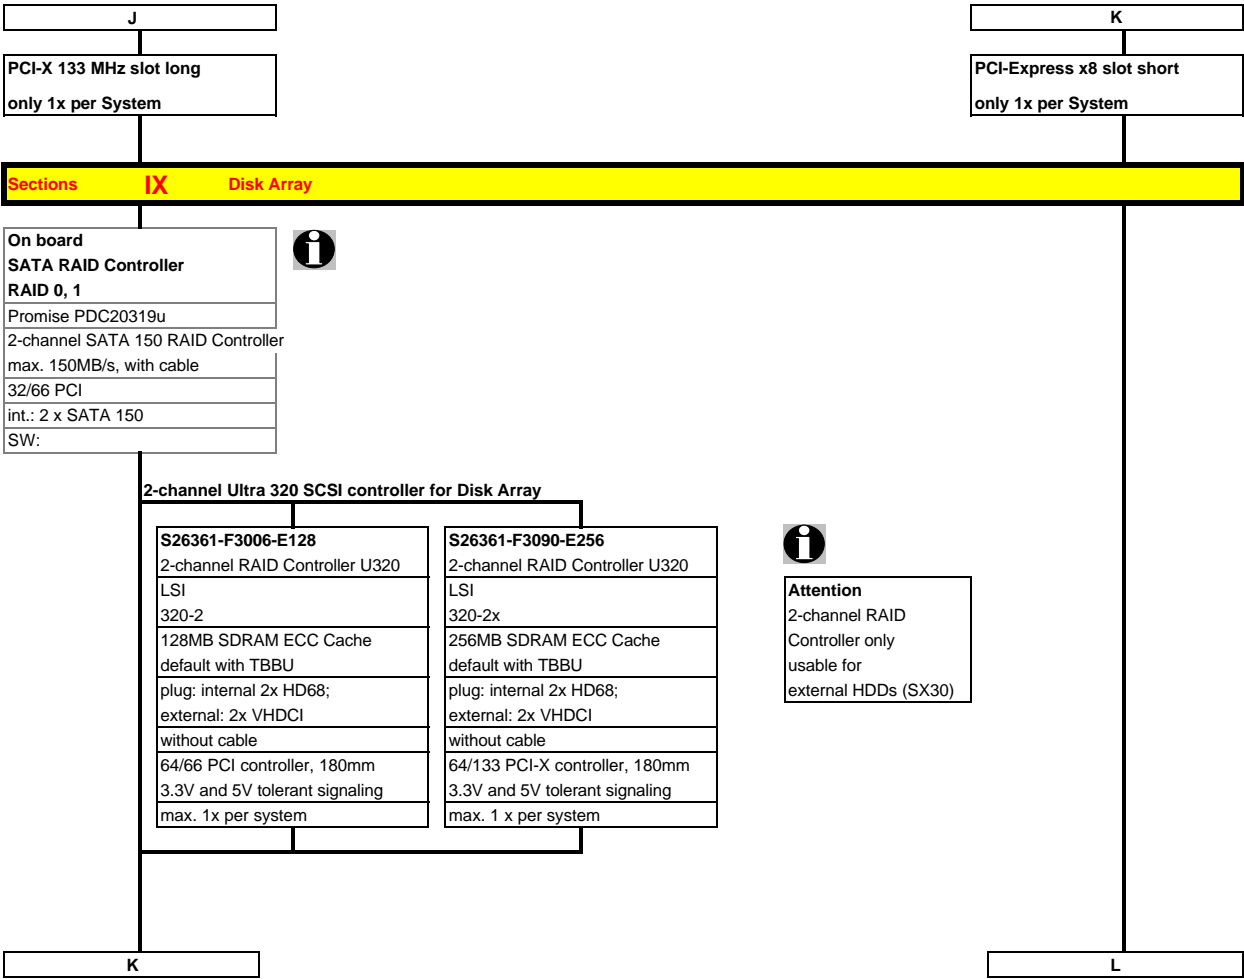 J
K
PCI-X 133 MHz slot long
only 1x per System
PCI-Express x8 slot short
only 1x per System
Sections IX Disk Array
On board
SATA RAID Controller
RAID 0, 1
Promise PDC20319u
2-channel SATA 150 RAID Controller
max. 150MB/s, with cable
32/66 PCI
int.: 2 x SATA 150
SW:
2-channel Ultra 320 SCSI controller for Disk Array
S26361-F3006-E128
2-channel RAID Controller U320
LSI
320-2
128MB SDRAM ECC Cache
default with TBBU
plug: internal 2x HD68;
external: 2x VHDCI
without cable
64/66 PCI controller, 180mm
3.3V and 5V tolerant signaling
max. 1x per system
S26361-F3090-E256
2-channel RAID Controller U320
LSI
320-2x
256MB SDRAM ECC Cache
default with TBBU
plug: internal 2x HD68;
external: 2x VHDCI
without cable
64/133 PCI-X controller, 180mm
3.3V and 5V tolerant signaling
max. 1 x per system
Attention
2-channel RAID
Controller only
usable for
external HDDs (SX30)
K
L